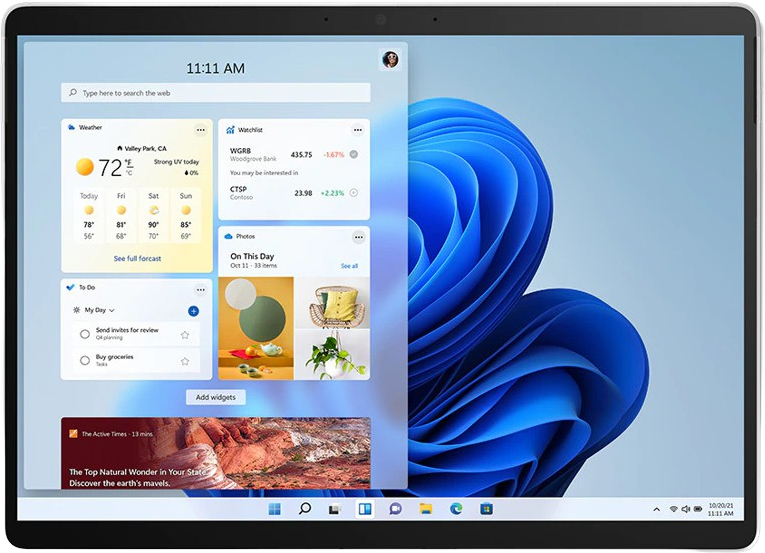 11:11 AM
Type here to search the web
Weather
Valley Park, CA
72 °F
°C
Strong UV today
0%
Today Fri Sat Sun
78° 81° 90° 85°
56° 68° 70° 69°
See full forcast
Watchlist
WGRB 435.75 -1.67%
Woodgrove Bank
You may be interested in
CTSP 23.98 +2.23%
Contoso
Photos
On This Day
Oct 11 · 33 items See all
To Do
My Day
Send invites for review
Q4 planning
Buy groceries
Tasks
Add widgets
The Active Times · 13 mins
The Top Natural Wonder in Your State.
Discover the earth's mavels.
10/20/21
11:11 AM